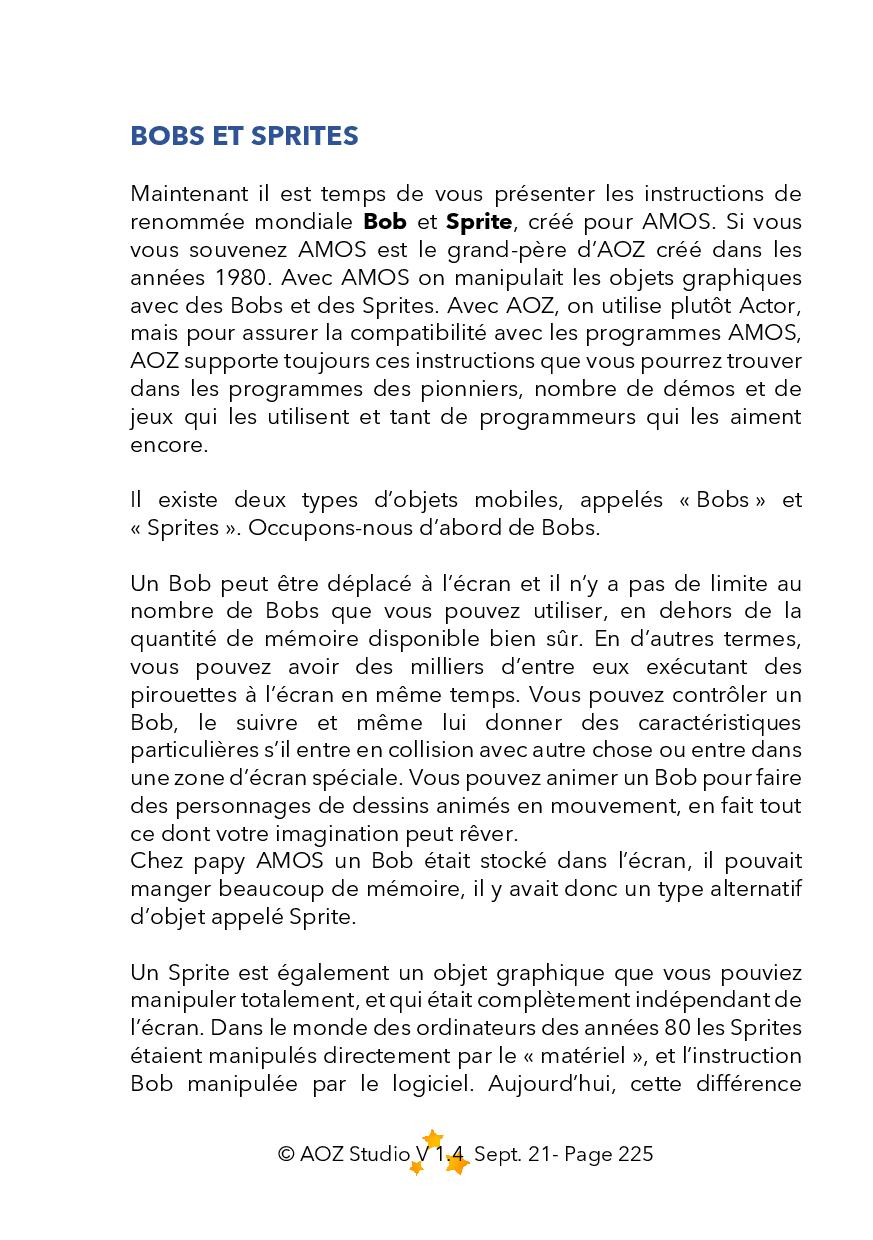 BOBS ET SPRITES
Maintenant il est temps de vous présenter les instructions de
renommée mondiale Bob et Sprite, créé pour AMOS. Si vous
vous souvenez AMOS est le grand-père d’AOZ créé dans les
années 1980. Avec AMOS on manipulait les objets graphiques
avec des Bobs et des Sprites. Avec AOZ, on utilise plutôt Actor,
mais pour assurer la compatibilité avec les programmes AMOS,
AOZ supporte toujours ces instructions que vous pourrez trouver
dans les programmes des pionniers, nombre de démos et de
jeux qui les utilisent et tant de programmeurs qui les aiment
encore.
Il existe deux types d’objets mobiles, appelés « Bobs » et
« Sprites ». Occupons-nous d’abord de Bobs.
Un Bob peut être déplacé à l’écran et il n’y a pas de limite au
nombre de Bobs que vous pouvez utiliser, en dehors de la
quantité de mémoire disponible bien sûr. En d’autres termes,
vous pouvez avoir des milliers d’entre eux exécutant des
pirouettes à l’écran en même temps. Vous pouvez contrôler un
Bob, le suivre et même lui donner des caractéristiques
particulières s’il entre en collision avec autre chose ou entre dans
une zone d’écran spéciale. Vous pouvez animer un Bob pour faire
des personnages de dessins animés en mouvement, en fait tout
ce dont votre imagination peut rêver.
Chez papy AMOS un Bob était stocké dans l’écran, il pouvait
manger beaucoup de mémoire, il y avait donc un type alternatif
d’objet appelé Sprite.
Un Sprite est également un objet graphique que vous pouviez
manipuler totalement, et qui était complètement indépendant de
l’écran. Dans le monde des ordinateurs des années 80 les Sprites
étaient manipulés directement par le « matériel », et l’instruction
Bob manipulée par le logiciel. Aujourd’hui, cette différence
© AOZ Studio V 1.4 Sept. 21- Page 225